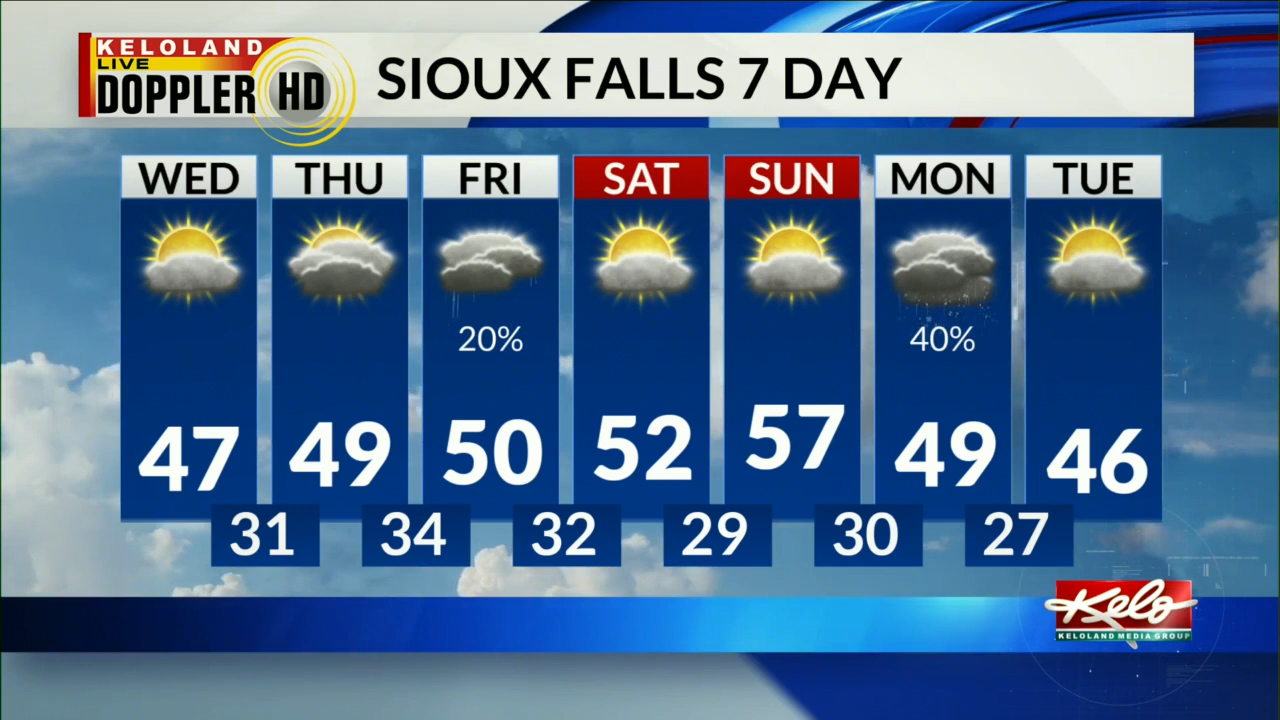 KELOLAND
LIVE
DOPPLER HD
SIOUX FALLS 7 DAY
WED THU FRI SAT SUN MON TUE
20% 40%
47 49 50 52 57 49 46
31 34 32 29 30 27
Kelo
KELOLAND MEDIA GROUP